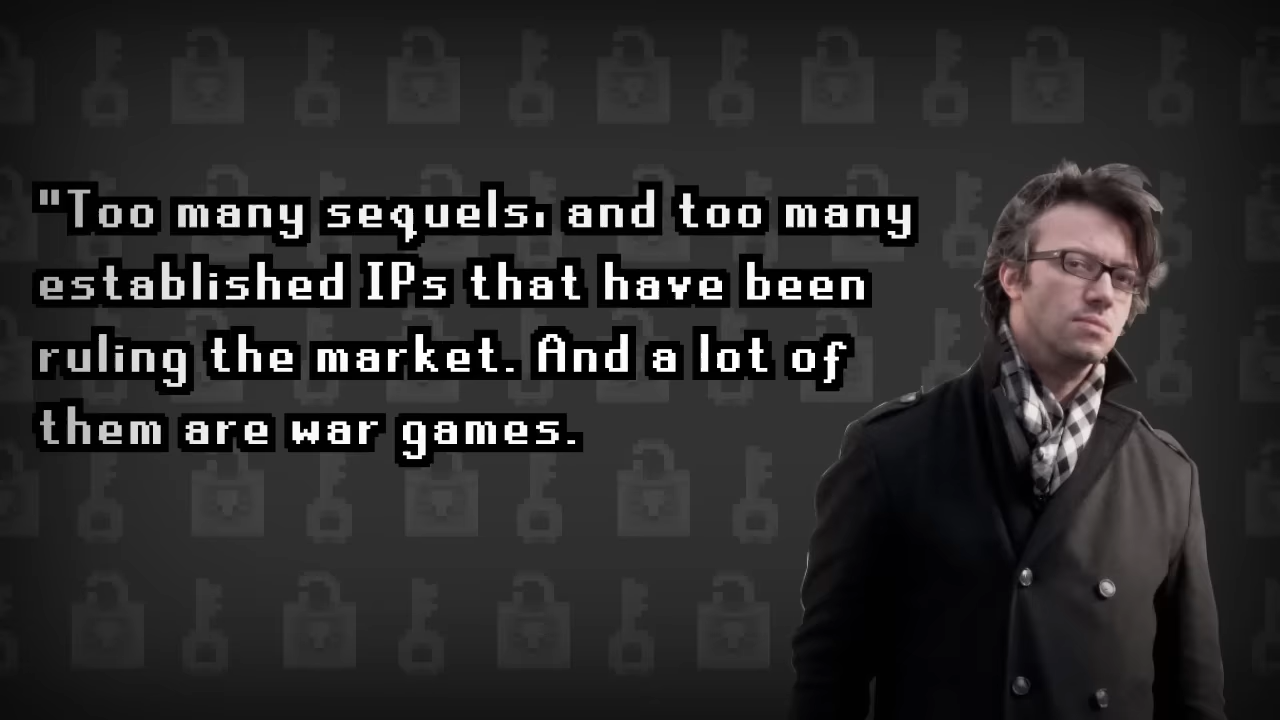 "Too many sequels, and too many
established IPs that have been
ruling the market. And a lot of
them are war games.